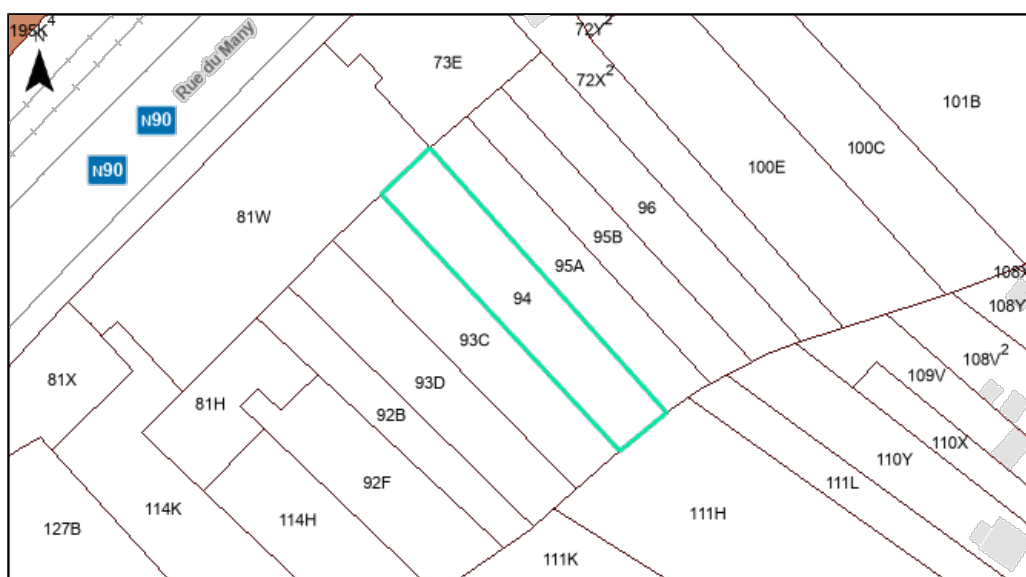 195K⁴
N
Rue du Many
N90
N90
73E
72Y²
72X²
101B
100C
100E
96
95B
95A
81W
94
93C
93D
92B
92F
81X
81H
114K
114H
127B
108X
108Y
108V²
109V
110X
110Y
111L
111H
111K